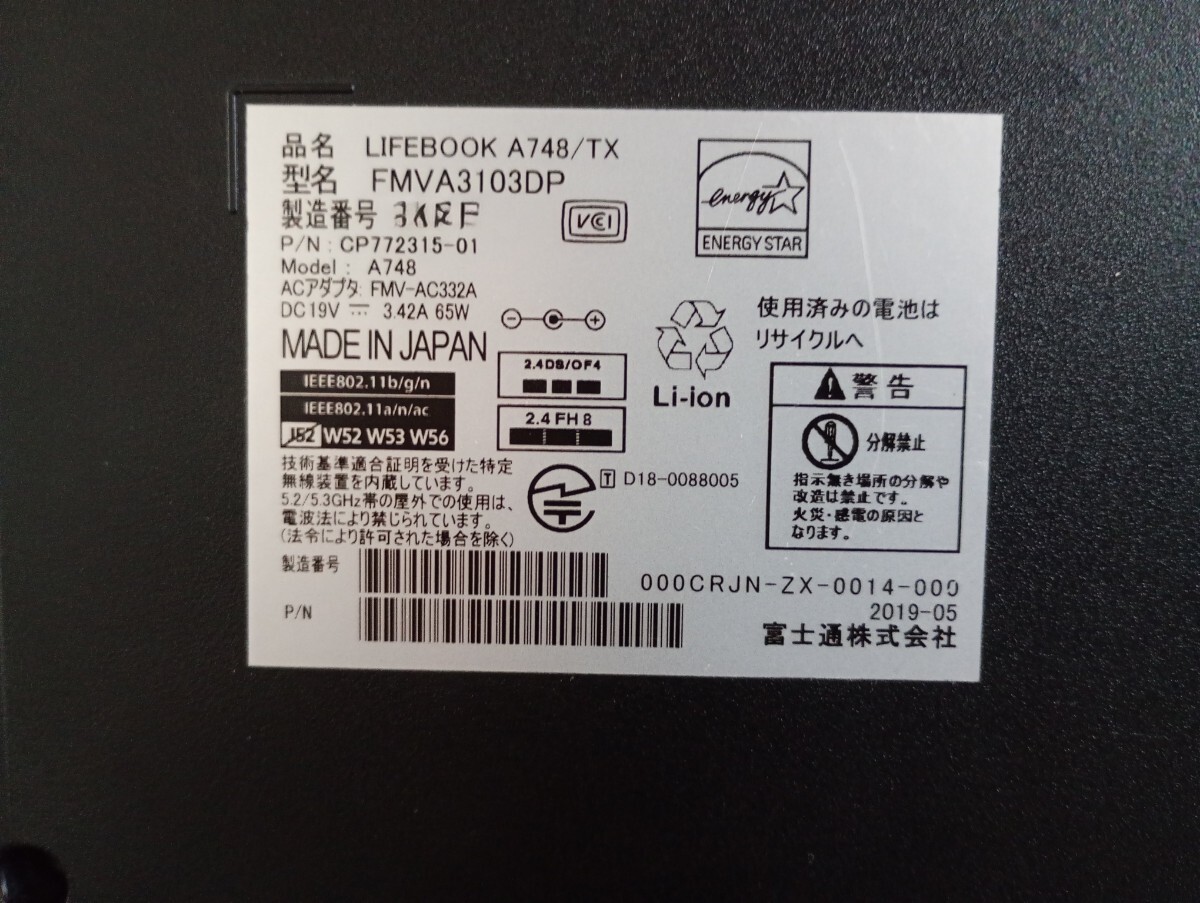 品名 LIFEBOOK A748/TX
型名 FMVA3103DP
製造番号
P/N : CP772315-01
Model : A748
ACアダプタ: FMV-AC332A
DC19V 3.42A 65W
MADE IN JAPAN
IEEE802.11b/g/n
IEEE802.11a/n/ac
J52 W52 W53 W56
技術基準適合証明を受けた特定
無線装置を内蔵しています。
5.2/5.3GHz帯の屋外での使用は、
電波法により禁じられています。
(法令により許可された場合を除く)
製造番号
P/N
VCI
energy
ENERGY STAR
2.4DS/OF4
2.4FH8
T D18-0088005
Li-ion
使用済みの電池は
リサイクルへ
警告
分解禁止
指示無き場所の分解や
改造は禁止です。
火災・感電の原因と
なります。
000CRJN-ZX-0014-000
2019-05
富士通株式会社